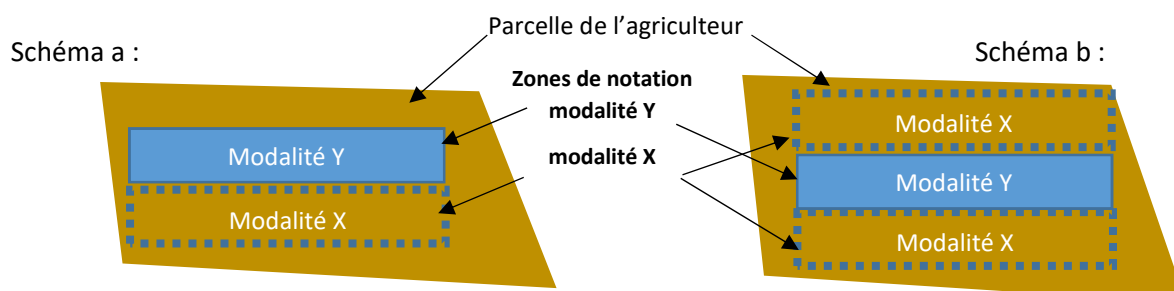 Parcelle de l’agriculteur
Schéma a :
Schéma b :
Zones de notation
modalité Y
modalité X
Modalité Y
Modalité X
Modalité X
Modalité Y
Modalité X